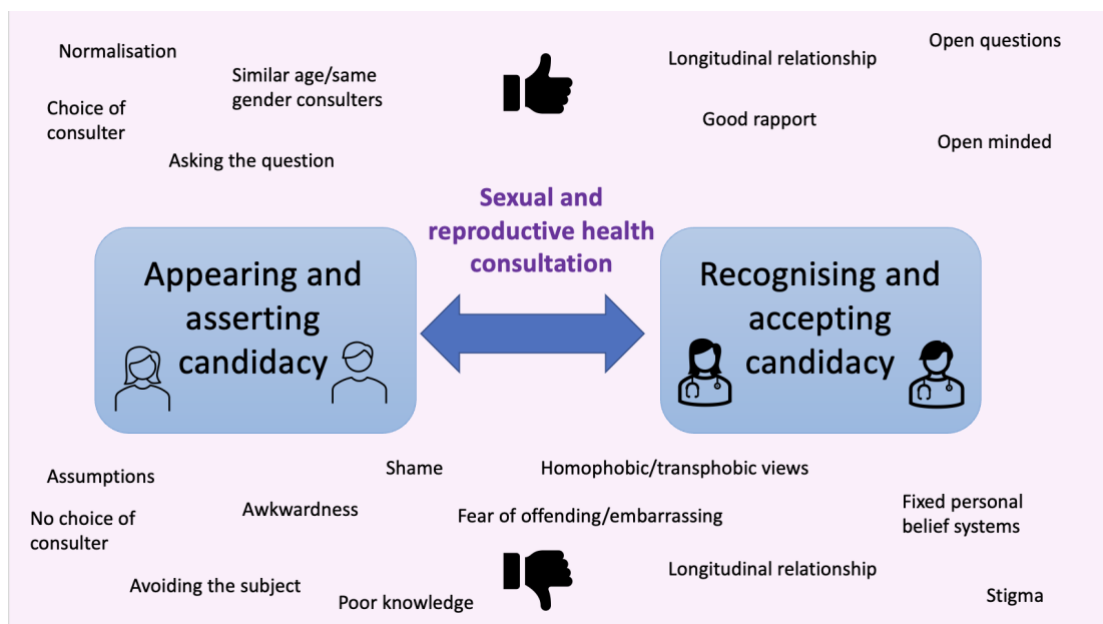 Normalisation
Similar age/same
gender consulters
Choice of
consulter
Asking the question
Longitudinal relationship
Open questions
Good rapport
Open minded
Sexual and
reproductive health
consultation
Appearing and
asserting
candidacy
Recognising and
accepting
candidacy
Assumptions
Shame
Homophobic/transphobic views
No choice of
consulter
Awkwardness
Fear of offending/embarrassing
Fixed personal
belief systems
Avoiding the subject
Poor knowledge
Longitudinal relationship
Stigma